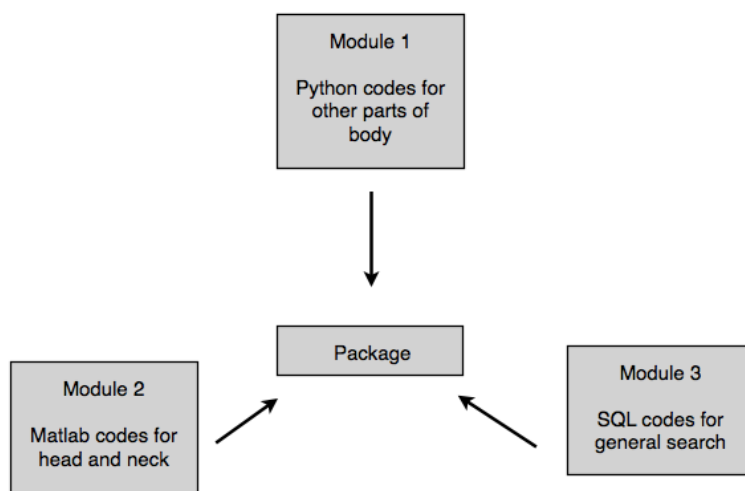 Module 1
Python codes for
other parts of
body
Package
Module 2
Matlab codes for
head and neck
Module 3
SQL codes for
general search